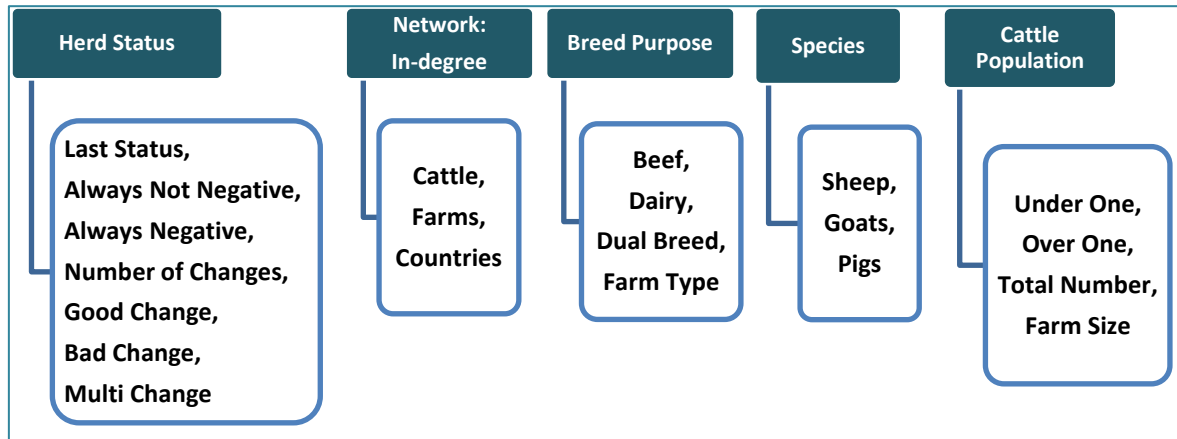 Herd Status
Last Status,
Always Not Negative,
Always Negative,
Number of Changes,
Good Change,
Bad Change,
Multi Change
Network:
In-degree
Cattle,
Farms,
Countries
Breed Purpose
Beef,
Dairy,
Dual Breed,
Farm Type
Species
Sheep,
Goats,
Pigs
Cattle
Population
Under One,
Over One,
Total Number,
Farm Size